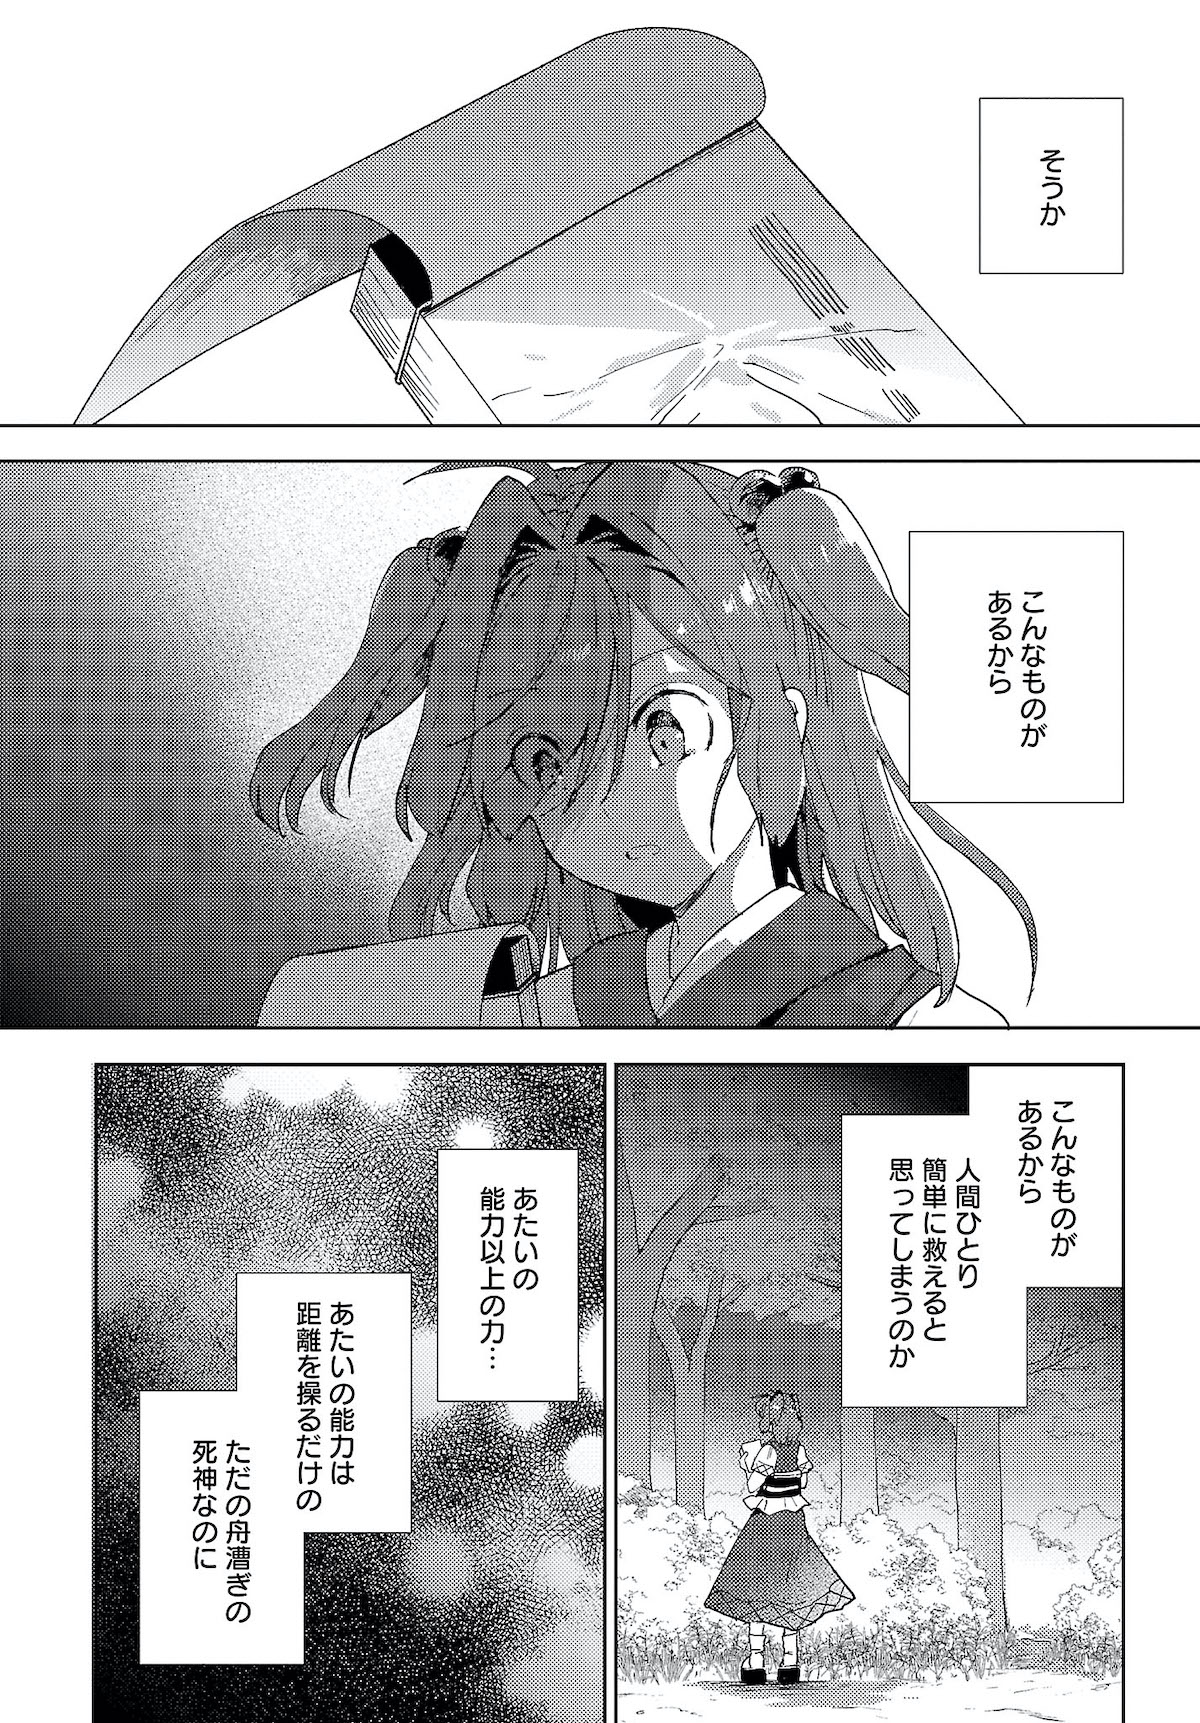 そうか
こんなものが
あるから
こんなものが
あるから
人間ひとり
簡単に救えると
思ってしまうのか
あたいの
能力以上の力…
あたいの能力は
距離を操るだけの
ただの舟漕ぎの
死神なのに